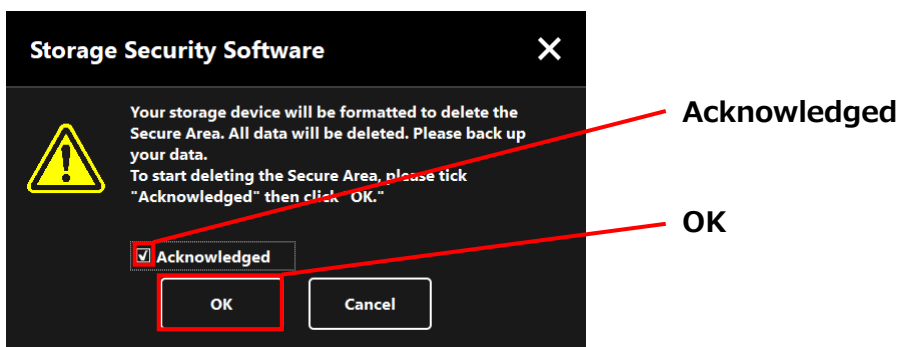 Storage Security Software
Your storage device will be formatted to delete the
Secure Area. All data will be deleted. Please back up
your data.
To start deleting the Secure Area, please tick
"Acknowledged" then click "OK."
Acknowledged
OK
Cancel
Acknowledged
OK